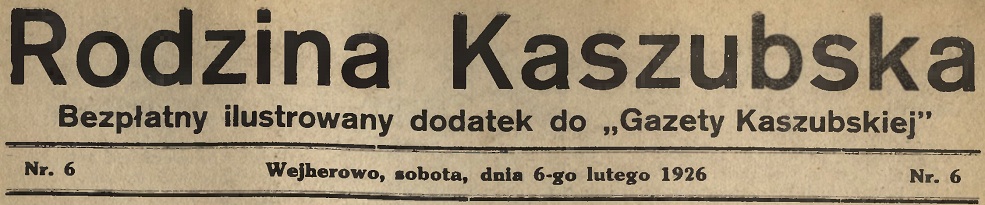 Rodzina Kaszubska
Bezpłatny ilustrowany dodatek do „Gazety Kaszubskiej”
Nr. 6 Wejherowo, sobota, dnia 6-go lutego 1926 Nr. 6